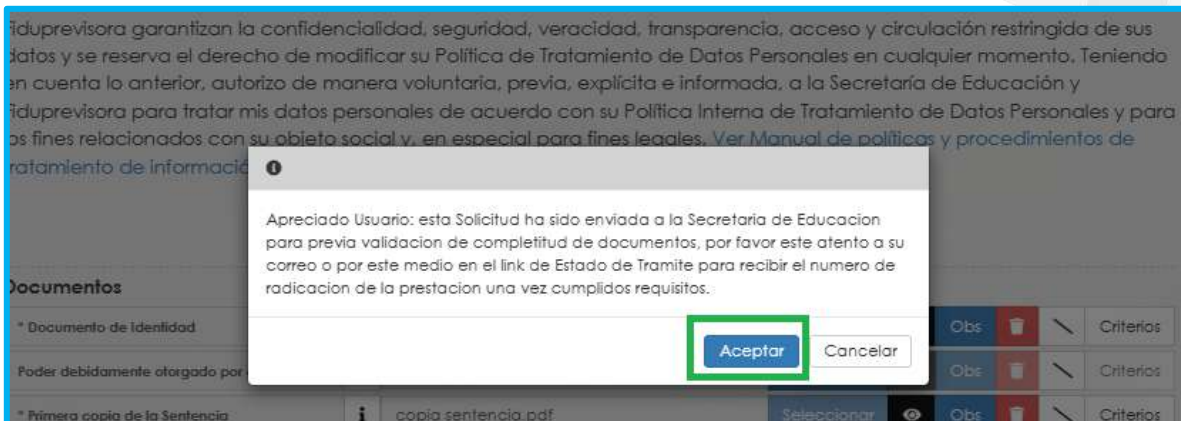 iduprevisora garantizan la confidencialidad, seguridad, veracidad, transparencia, acceso y circulación restringida de sus
datos y se reserva el derecho de modificar su Política de Tratamiento de Datos Personales en cualquier momento. Teniendo
en cuenta lo anterior, autorizo de manera voluntaria, previa, explícita e informada, a la Secretaría de Educación y
iduprevisora para tratar mis datos personales de acuerdo con su Política Interna de Tratamiento de Datos Personales y para
os fines relacionados con su objeto social y, en especial para fines legales. Ver Manual de políticas y procedimientos de
ratamiento de informació
Apreciado Usuario: esta Solicitud ha sido enviada a la Secretaria de Educacion
para previa validacion de completitud de documentos, por favor este atento a su
correo o por este medio en el link de Estado de Tramite para recibir el numero de
radicacion de la prestacion una vez cumplidos requisitos.
Aceptar Cancelar
Documentos
* Documento de Identidad Obs Criterios
Poder debidamente otorgado por Obs Criterios
* Primera copia de la Sentencia i copia sentencia.pdf Seleccionar Obs Criterios